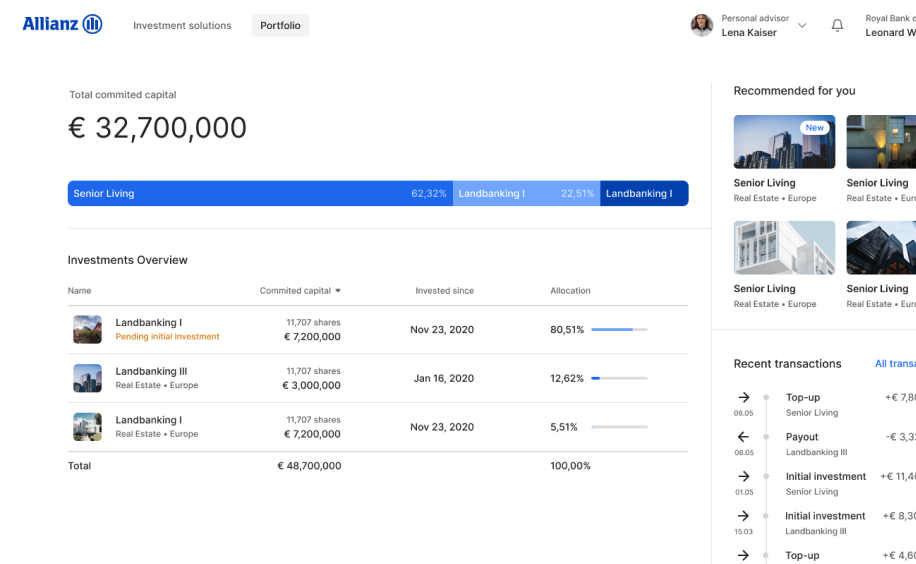 Allianz
Investment solutions
Portfolio
Personal advisor
Lena Kaiser
Royal Bank
Leonard W
Total commited capital
€ 32,700,000
Senior Living 62,32%
Landbanking I 22,51%
Landbanking I
Investments Overview
Name Commited capital Invested since Allocation
Landbanking I
Pending initial investment
11,707 shares
€ 7,200,000
Nov 23, 2020
80,51%
Landbanking III
Real Estate • Europe
11,707 shares
€ 3,000,000
Jan 16, 2020
12,62%
Landbanking I
Real Estate • Europe
11,707 shares
€ 7,200,000
Nov 23, 2020
5,51%
Total € 48,700,000 100,00%
Recommended for you
New
Senior Living
Real Estate • Europe
Senior Living
Real Estate • Eur
Senior Living
Real Estate • Europe
Senior Living
Real Estate • Eur
Recent transactions
All transa
Top-up +€ 7,80
08.05 Senior Living
Payout -€ 3,32
06.05 Landbanking III
Initial investment +€ 11,40
01.05 Senior Living
Initial investment +€ 8,30
15.03 Landbanking III
Top-up +€ 4,60